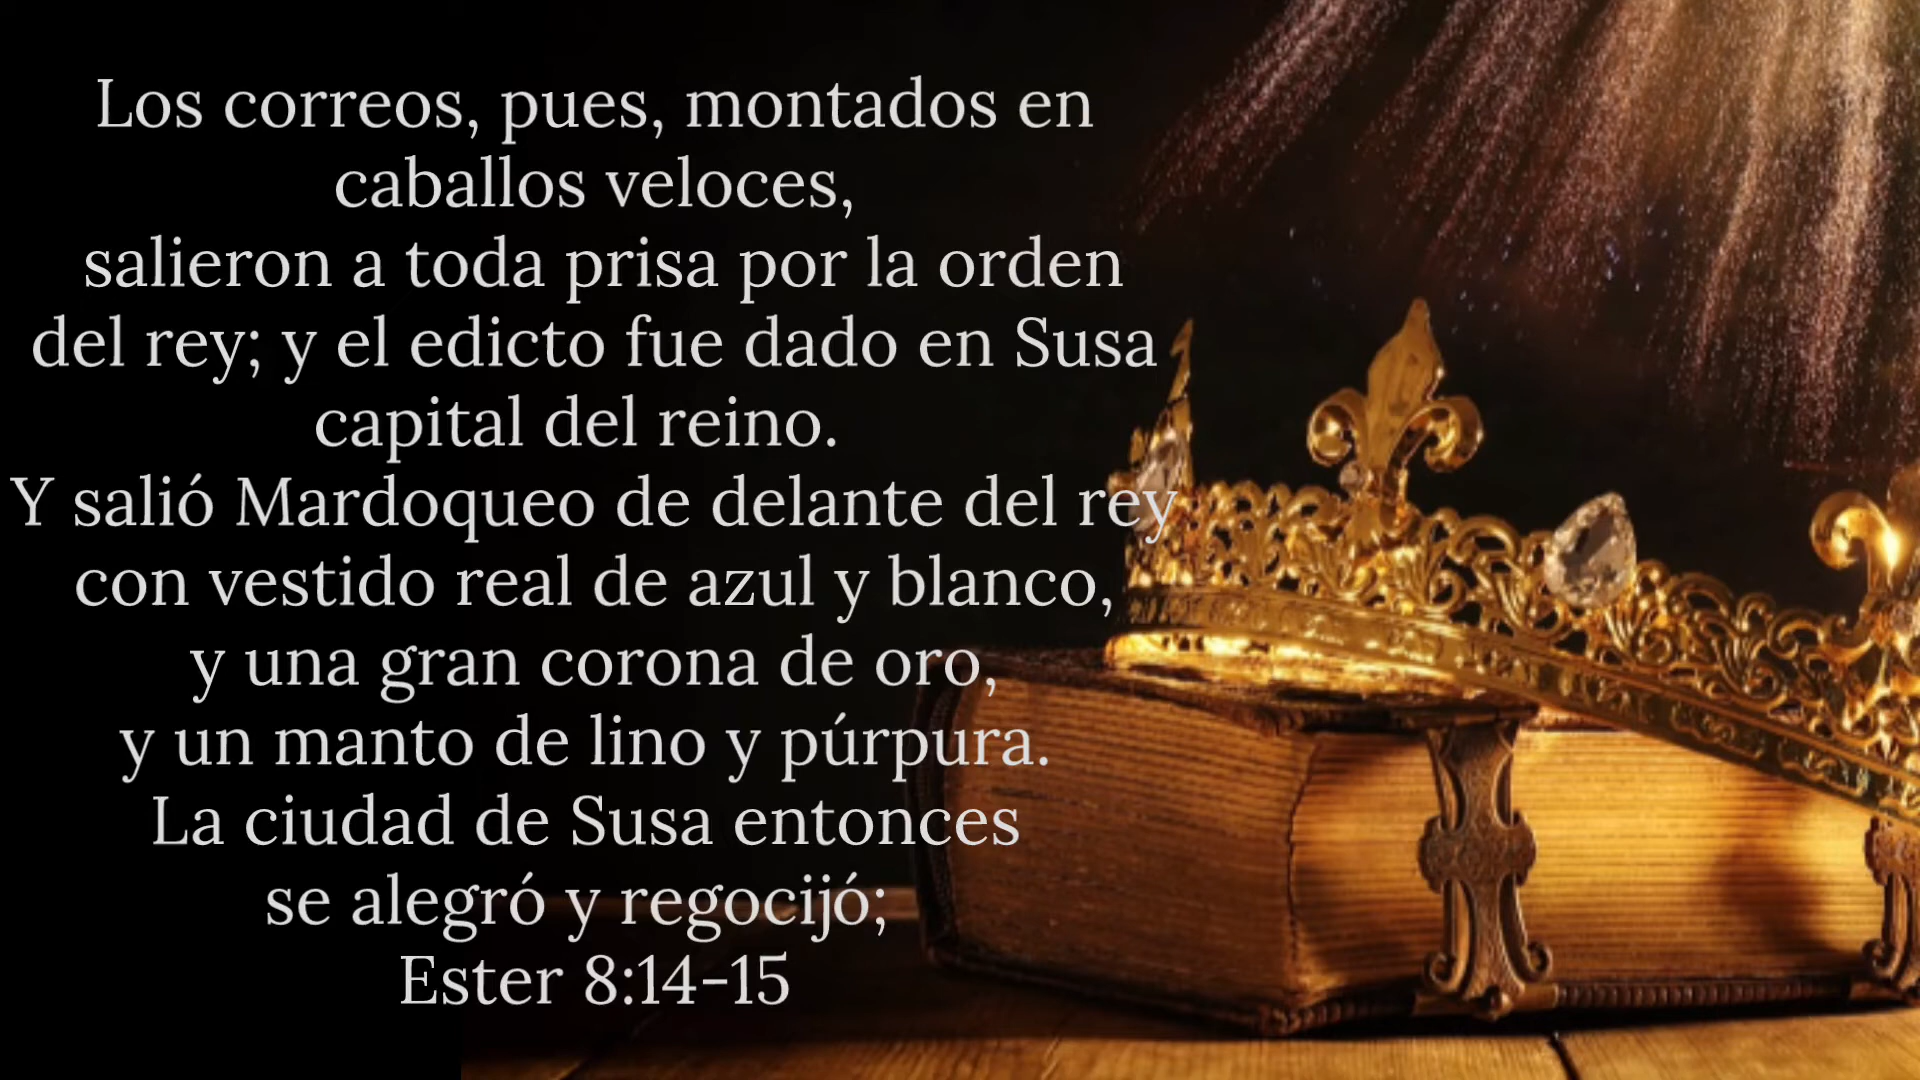 Los correos, pues, montados en
caballos veloces,
salieron a toda prisa por la orden
del rey; y el edicto fue dado en Susa
capital del reino.
Y salió Mardoqueo de delante del rey
con vestido real de azul y blanco,
y una gran corona de oro,
y un manto de lino y púrpura.
La ciudad de Susa entonces
se alegró y regocijó;
Ester 8:14-15